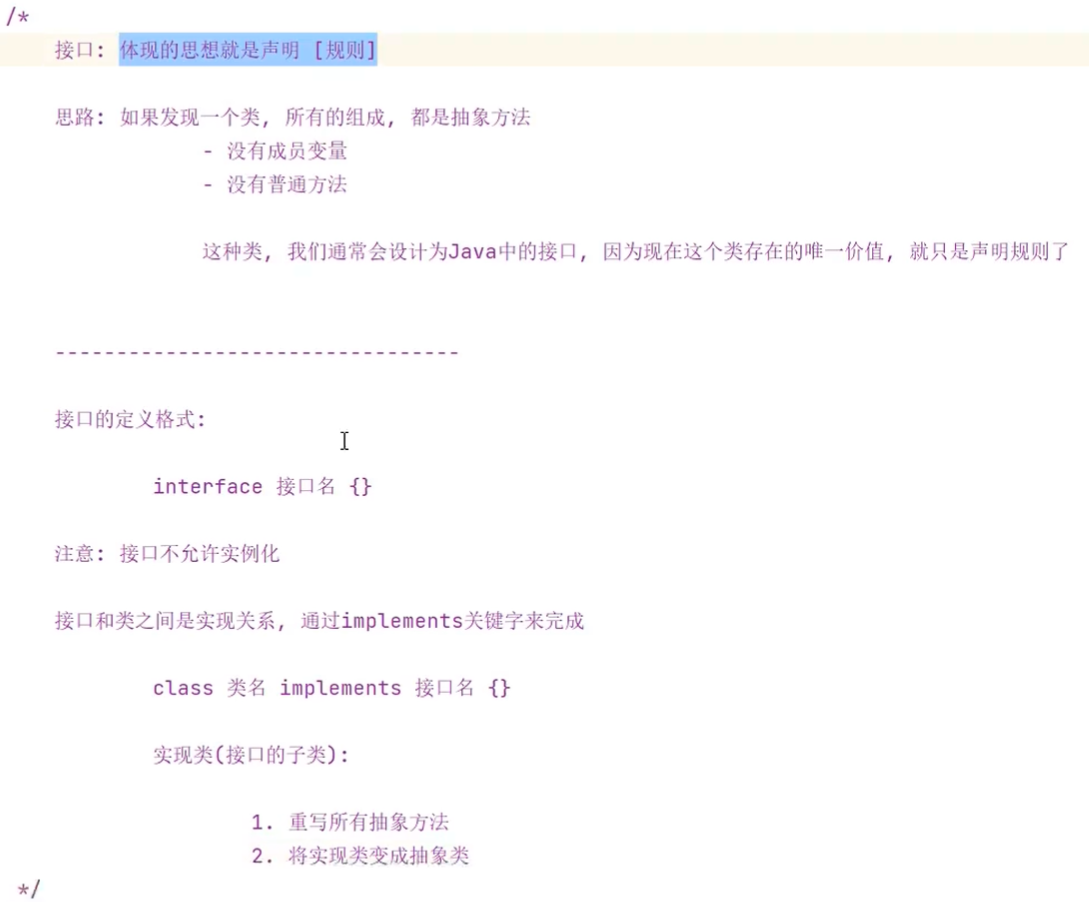 /*
接口: 体现的思想就是声明 [规则]
思路: 如果发现一个类, 所有的组成, 都是抽象方法
- 没有成员变量
- 没有普通方法
这种类, 我们通常会设计为Java中的接口, 因为现在这个类存在的唯一价值, 就只是声明规则了
---------------------------------
接口的定义格式:
interface 接口名 {}
注意: 接口不允许实例化
接口和类之间是实现关系, 通过implements关键字来完成
class 类名 implements 接口名 {}
实现类(接口的子类):
1. 重写所有抽象方法
2. 将实现类变成抽象类
*/